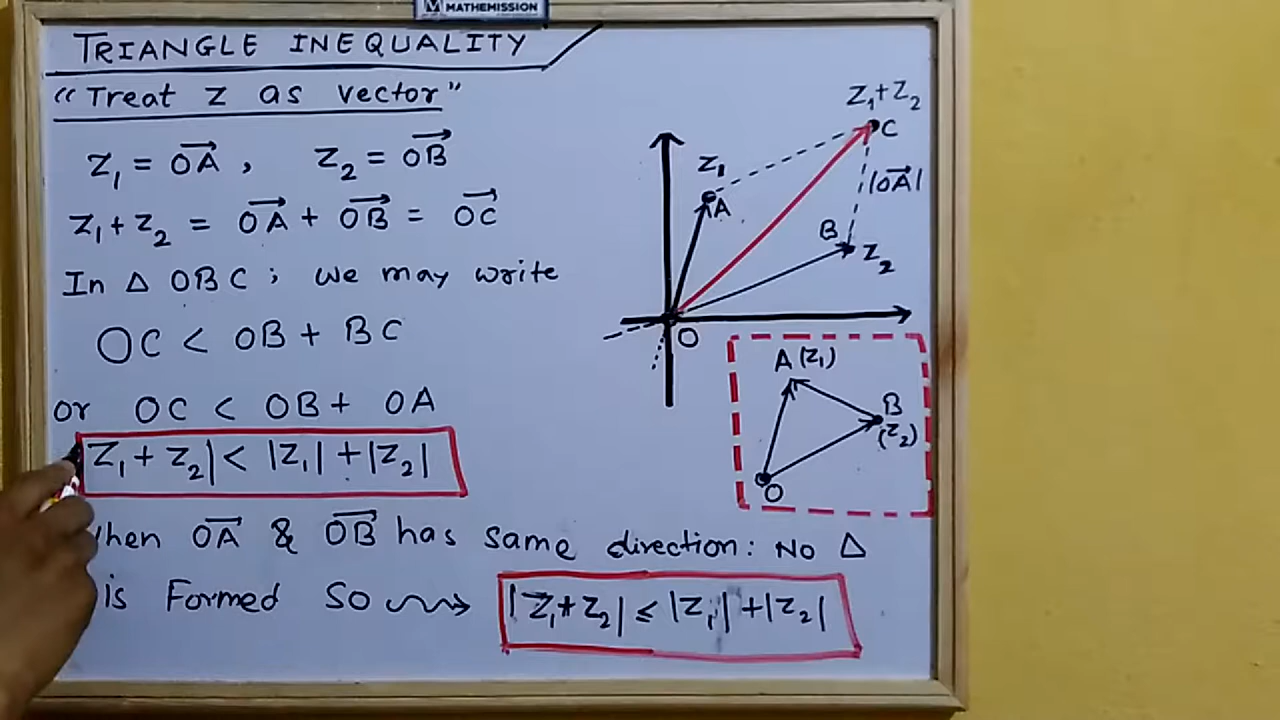 MATHEMISSION
TRIANGLE INEQUALITY
"Treat Z as vector"
Z₁ = O͞A⃗, Z₂ = OB⃗
Z₁ + Z₂ = OA⃗ + OB⃗ = OC⃗
In Δ OBC ; we may write
OC < OB + BC
or OC < OB + OA
Z₁ + Z₂| < |Z₁| + |Z₂|
hen OA⃗ & OB⃗ has same direction: No Δ
is Formed So ⇝ |Z₁+Z₂| ≤ |Z₁| + |Z₂|
Z₁+Z₂
C
Z₁
A
|OA⃗|
B
Z₂
O
A (Z₁)
B
(Z₂)
O